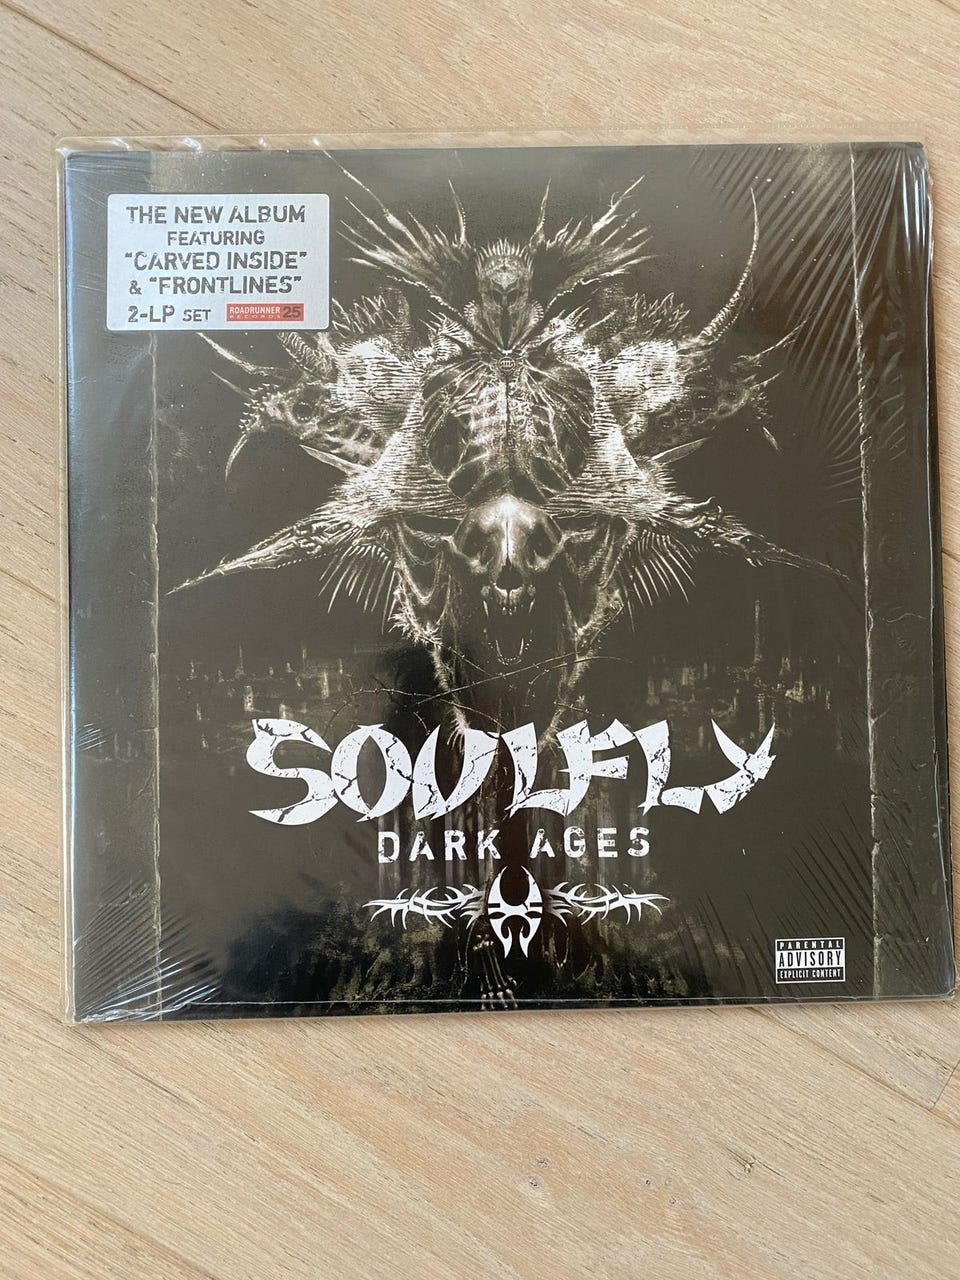 THE NEW ALBUM
FEATURING
"CARVED INSIDE"
& "FRONTLINES"
2-LP SET ROADRUNNER RECORDS 25
SOULFLY
DARK AGES
PARENTAL
ADVISORY
EXPLICIT CONTENT